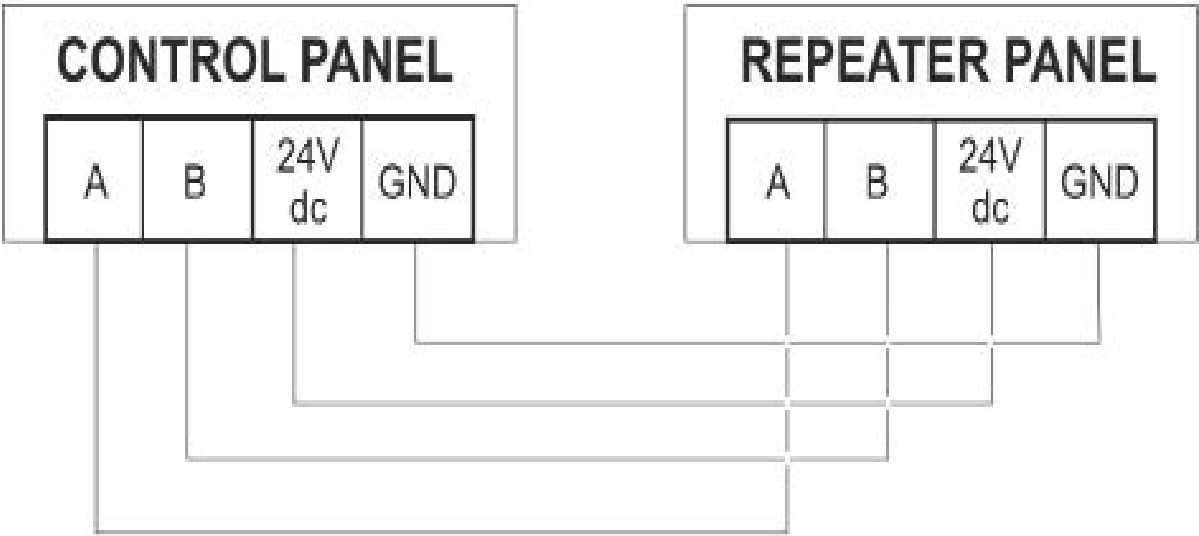 CONTROL PANEL
A B 24V dc GND
REPEATER PANEL
A B 24V dc GND